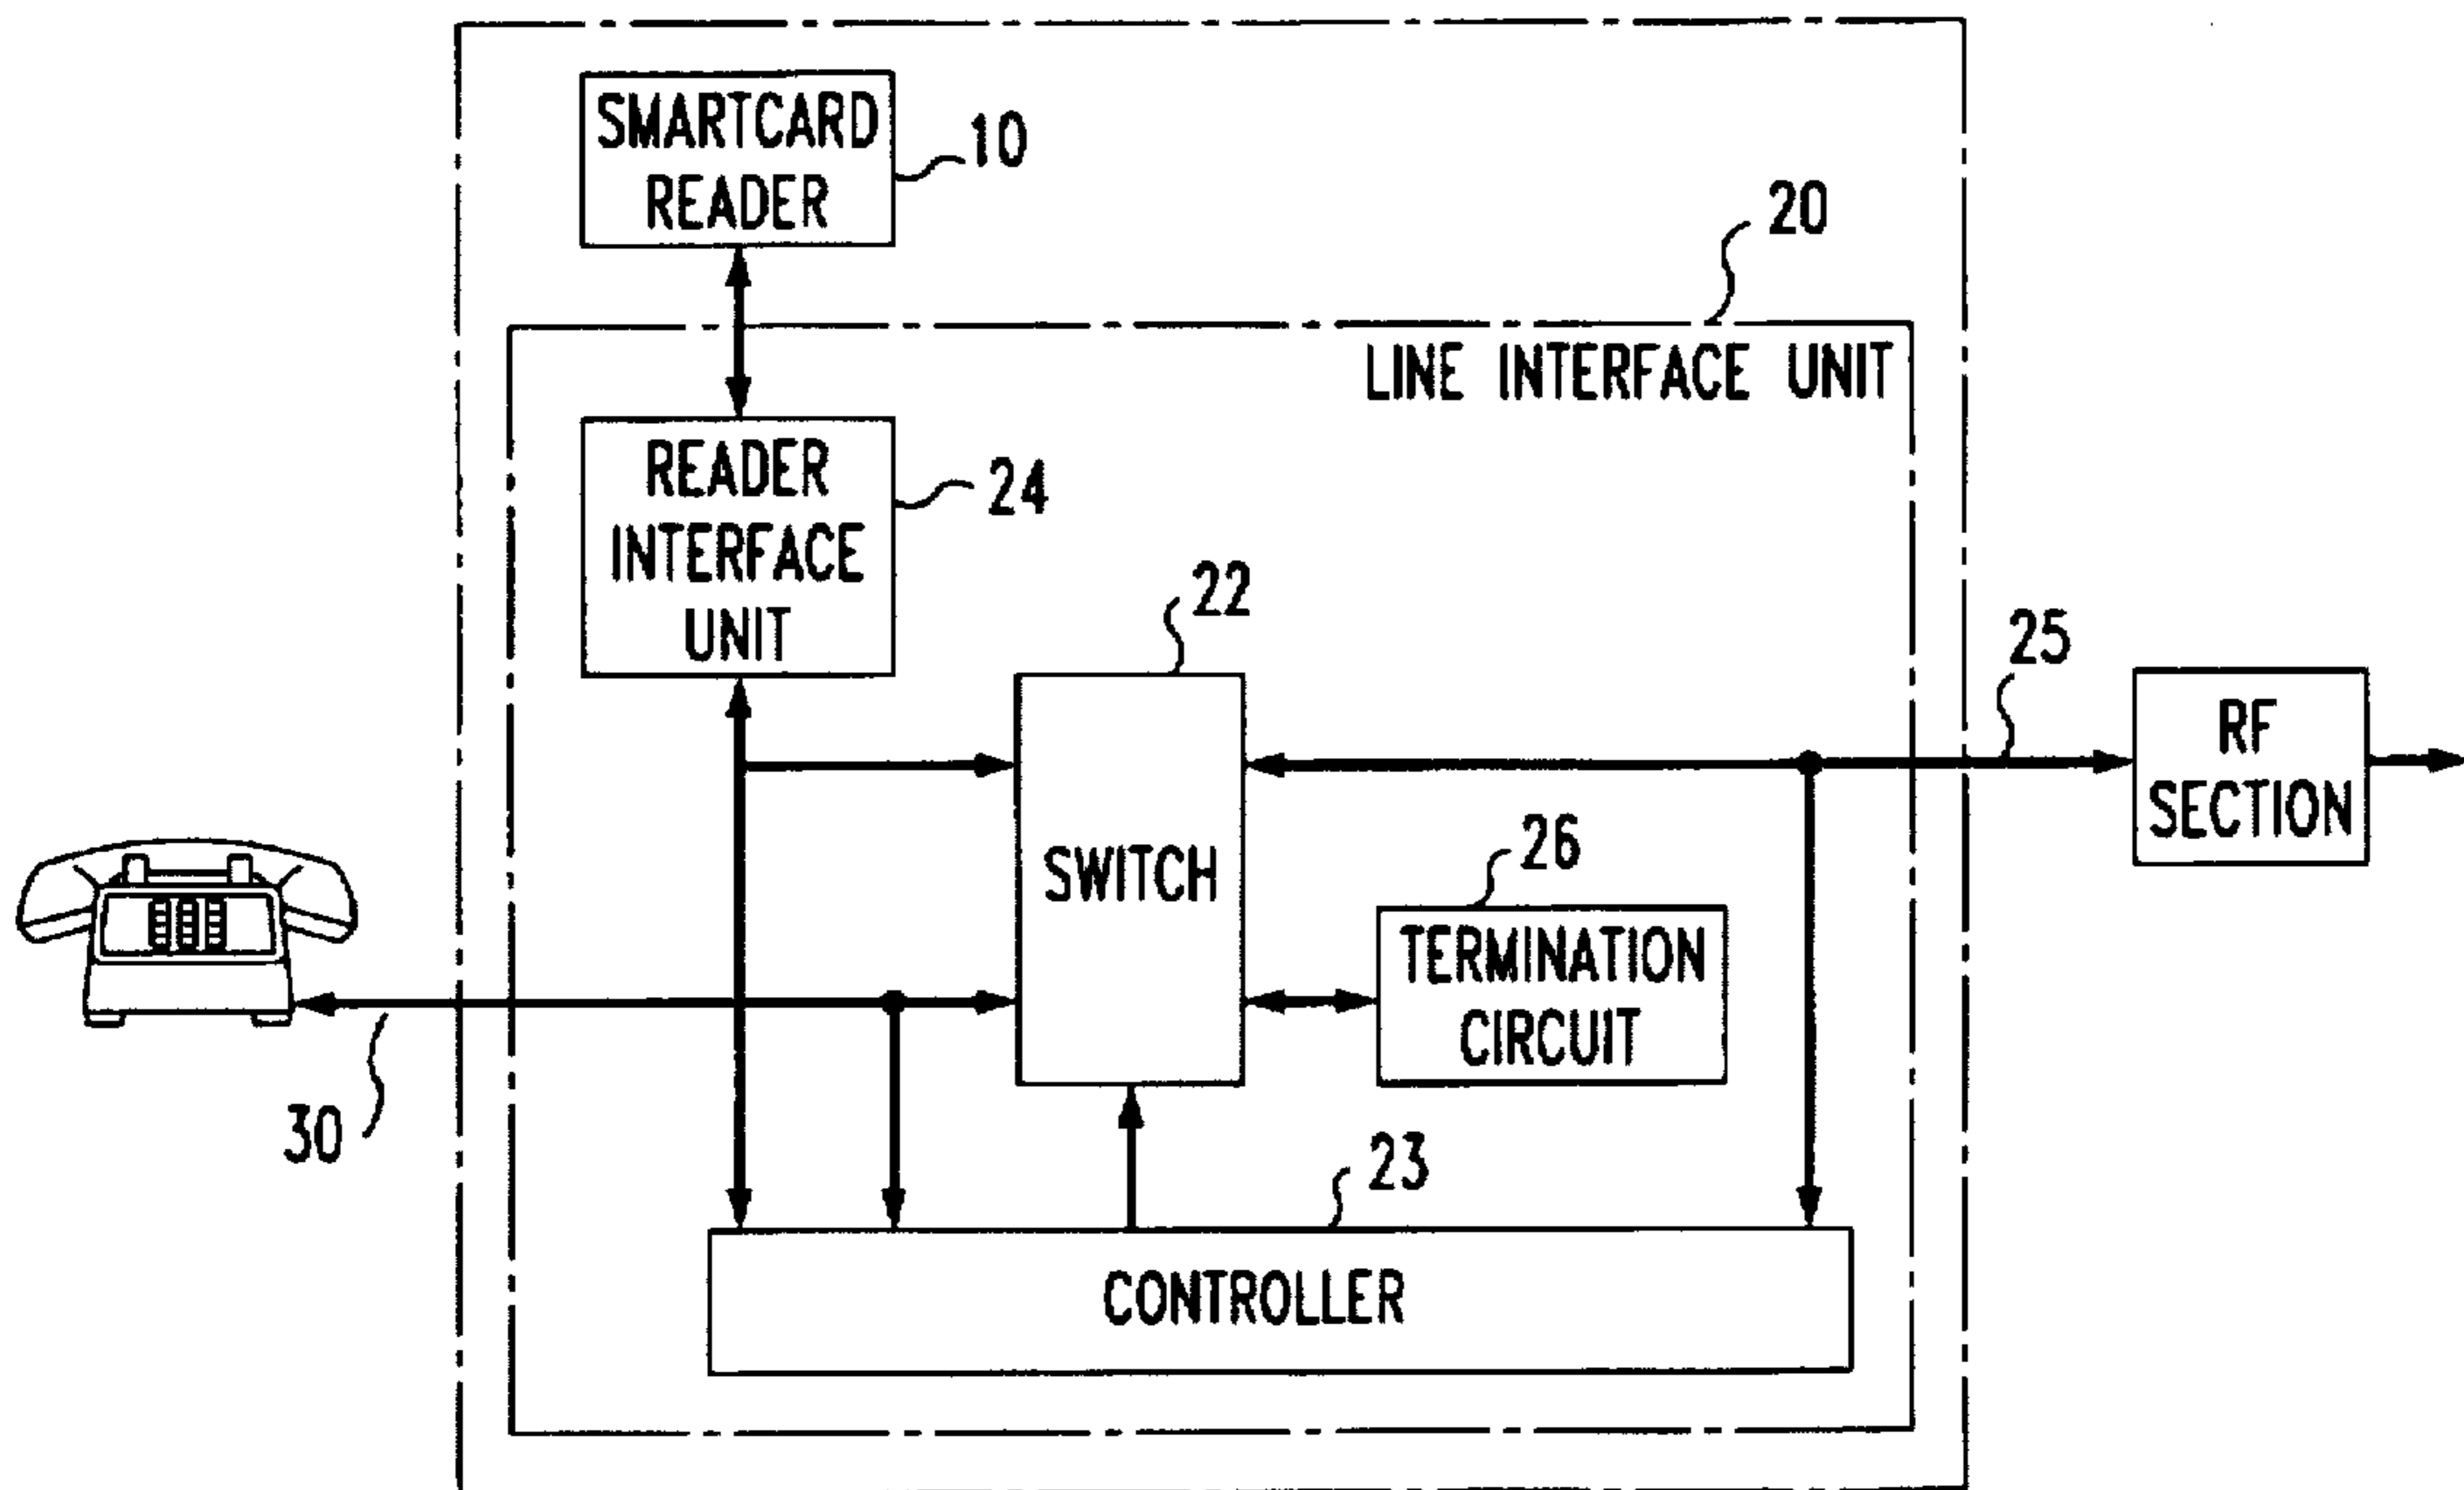 SMARTCARD
READER
10
20
LINE INTERFACE UNIT
READER
INTERFACE
UNIT
24
22
25
RF
SECTION
SWITCH
26
TERMINATION
CIRCUIT
30
23
CONTROLLER